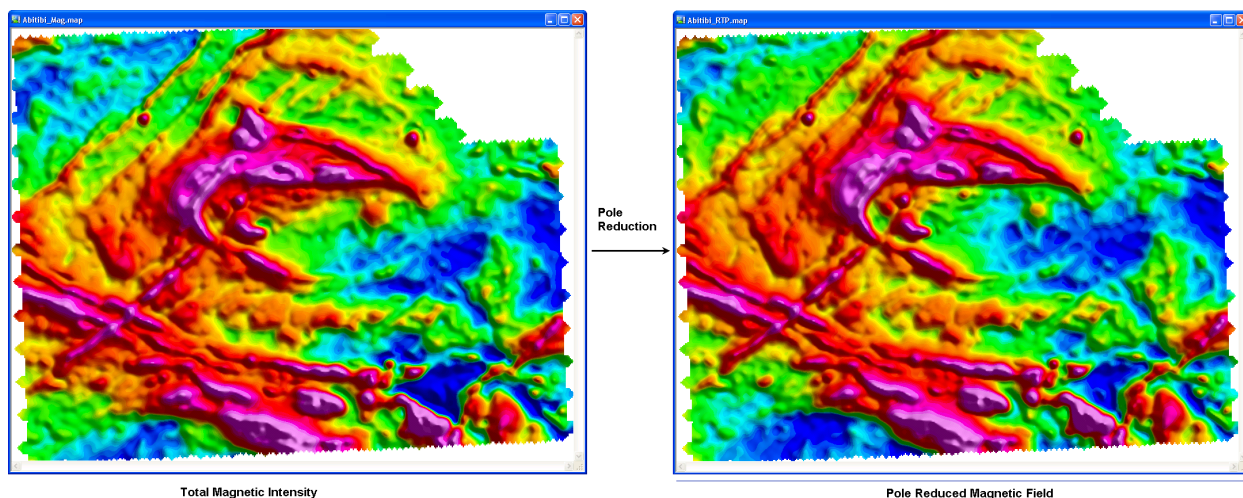 Abitibi_Mag.map
Abitibi_RTP.map
Pole
Reduction
Total Magnetic Intensity
Pole Reduced Magnetic Field